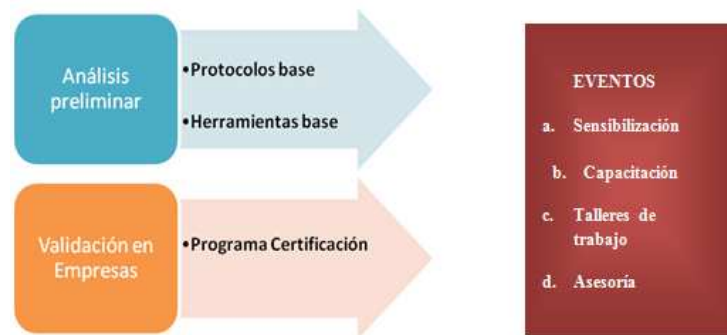 Análisis
preliminar
•Protocolos base
•Herramientas base
Validación en
Empresas
•Programa Certificación
EVENTOS
a. Sensibilización
b. Capacitación
c. Talleres de
trabajo
d. Asesoría